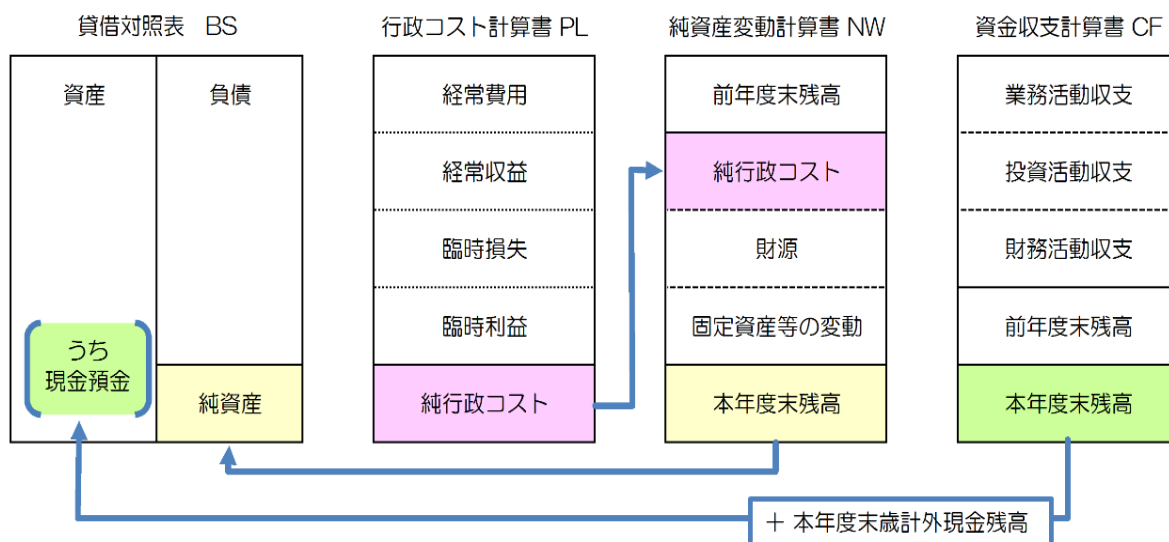 貸借対照表 BS
資産
負債
うち
現金預金
純資産
行政コスト計算書 PL
経常費用
経常収益
臨時損失
臨時利益
純行政コスト
純資産変動計算書 NW
前年度末残高
純行政コスト
財源
固定資産等の変動
本年度末残高
資金収支計算書 CF
業務活動収支
投資活動収支
財務活動収支
前年度末残高
本年度末残高
＋ 本年度末歳計外現金残高